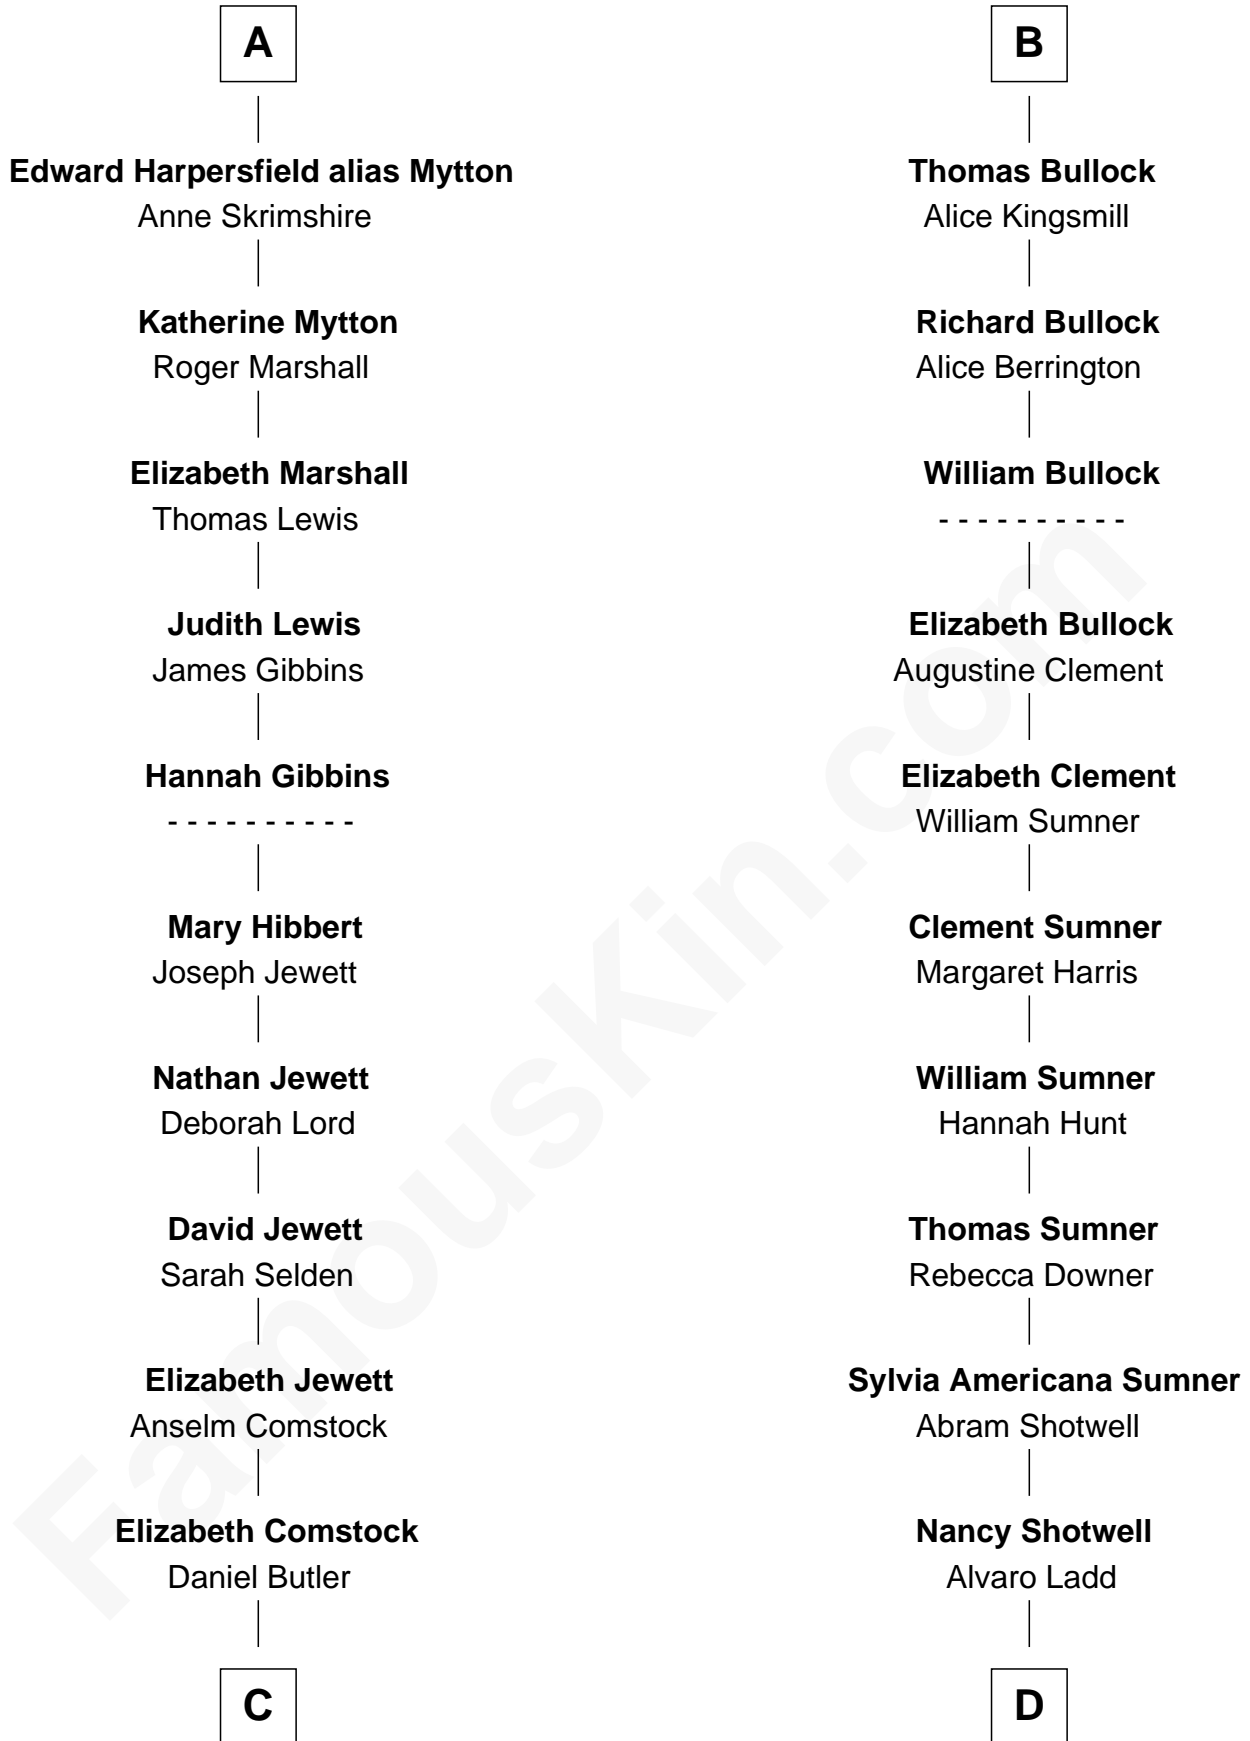 A
Edward Harpersfield alias Mytton
Anne Skrimshire
Katherine Mytton
Roger Marshall
Elizabeth Marshall
Thomas Lewis
Judith Lewis
James Gibbins
Hannah Gibbins
- - - - - - - - - -
Mary Hibbert
Joseph Jewett
Nathan Jewett
Deborah Lord
David Jewett
Sarah Selden
Elizabeth Jewett
Anselm Comstock
Elizabeth Comstock
Daniel Butler
C
B
Thomas Bullock
Alice Kingsmill
Richard Bullock
Alice Berrington
William Bullock
- - - - - - - - - -
Elizabeth Bullock
Augustine Clement
Elizabeth Clement
William Sumner
Clement Sumner
Margaret Harris
William Sumner
Hannah Hunt
Thomas Sumner
Rebecca Downer
Sylvia Americana Sumner
Abram Shotwell
Nancy Shotwell
Alvaro Ladd
D
FamousKin.com